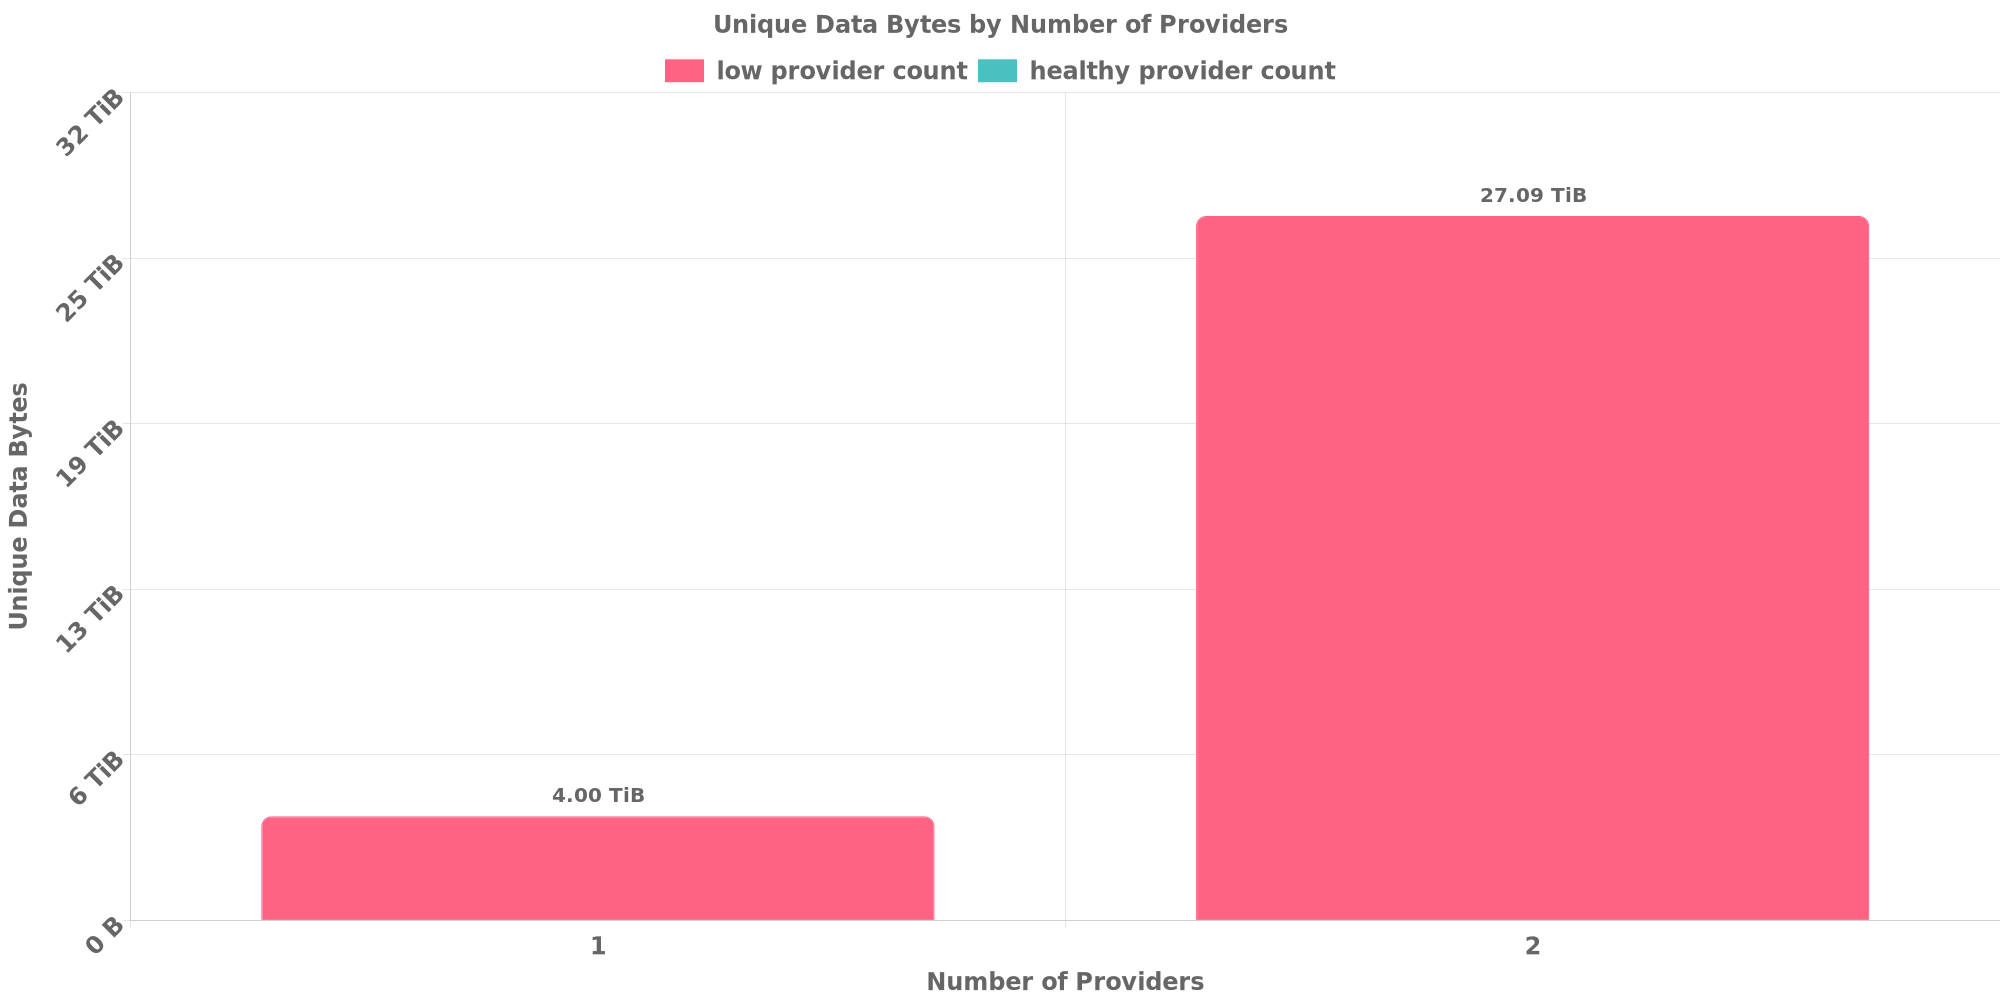 Unique Data Bytes by Number of Providers
low provider count healthy provider count
32 TiB
27.09 TiB
25 TiB
19 TiB
Unique Data Bytes
13 TiB
6 TiB
4.00 TiB
0 B
1 2
Number of Providers